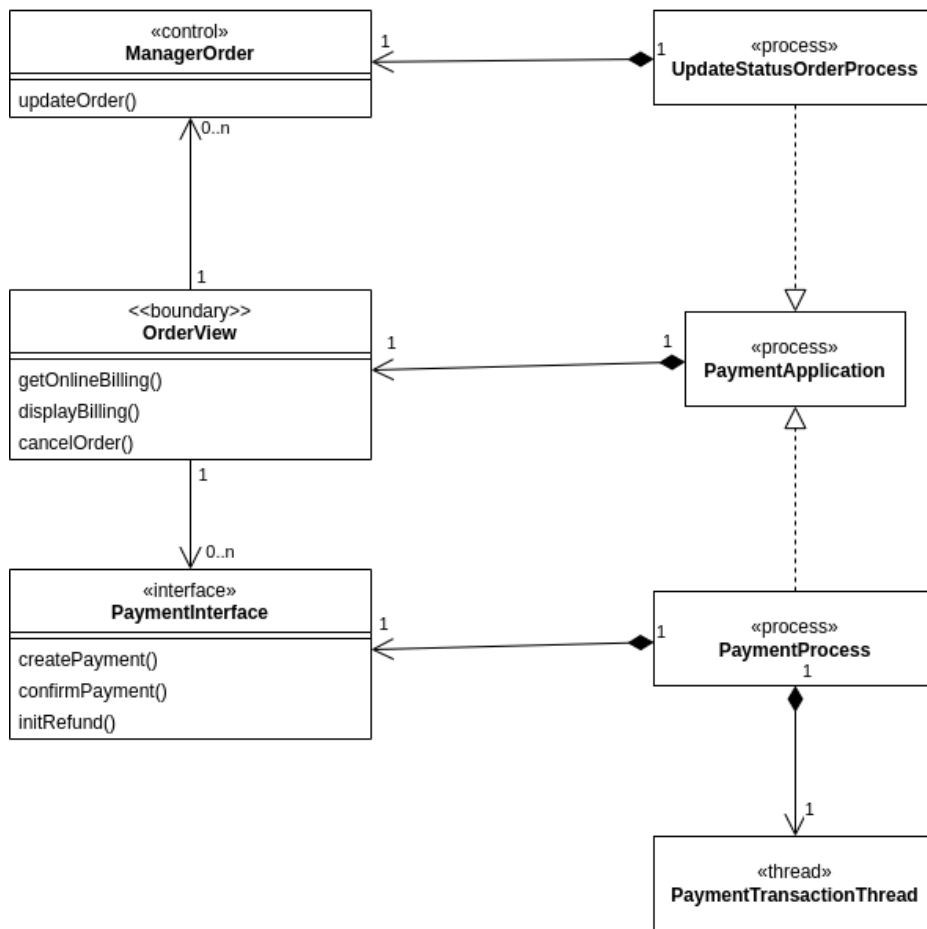 «control»
ManagerOrder
updateOrder()
1
1
«process»
UpdateStatusOrderProcess
0..n
1
<<boundary>>
OrderView
getOnlineBilling()
displayBilling()
cancelOrder()
1
1
«process»
PaymentApplication
1
0..n
«interface»
PaymentInterface
createPayment()
confirmPayment()
initRefund()
1
1
«process»
PaymentProcess
1
1
«thread»
PaymentTransactionThread